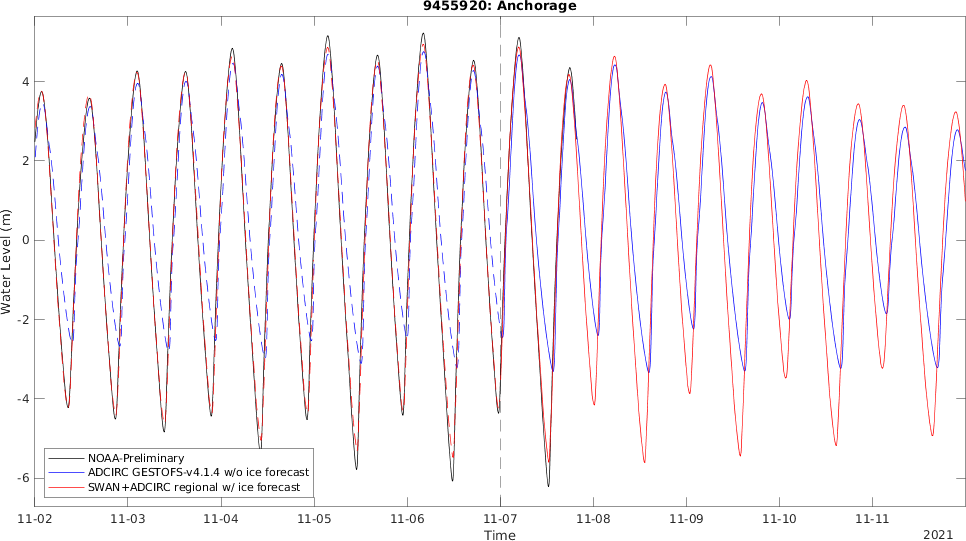 9455920: Anchorage
Water Level (m)
4
2
0
-2
-4
-6
NOAA-Preliminary
ADCIRC GESTOFS-v4.1.4 w/o ice forecast
SWAN+ADCIRC regional w/ ice forecast
11-02
11-03
11-04
11-05
11-06
11-07
11-08
11-09
11-10
11-11
Time
2021